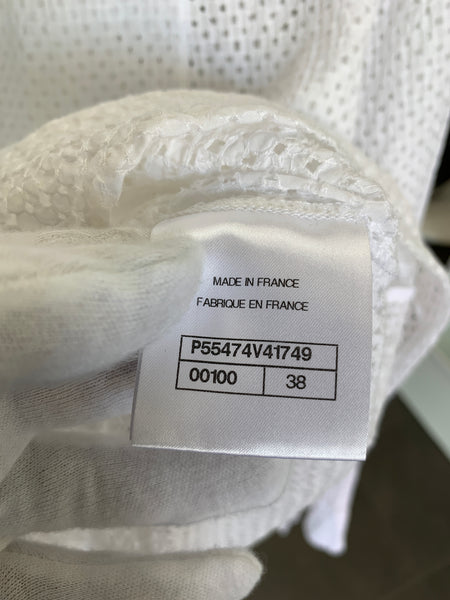 MADE IN FRANCE
FABRIQUE EN FRANCE
P55474V41749
00100 38